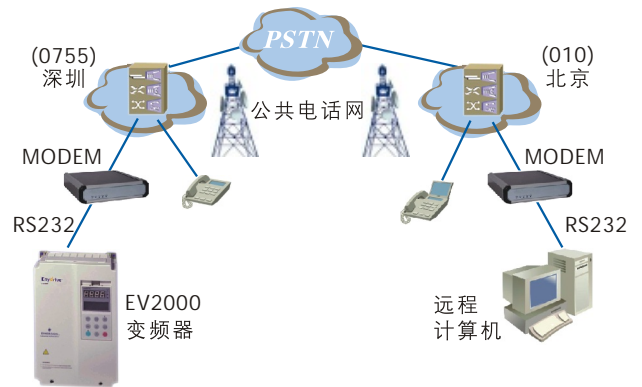 PSTN
(0755)
深圳
(010)
北京
公共电话网
MODEM
MODEM
RS232
RS232
EV2000
变频器
远程
计算机